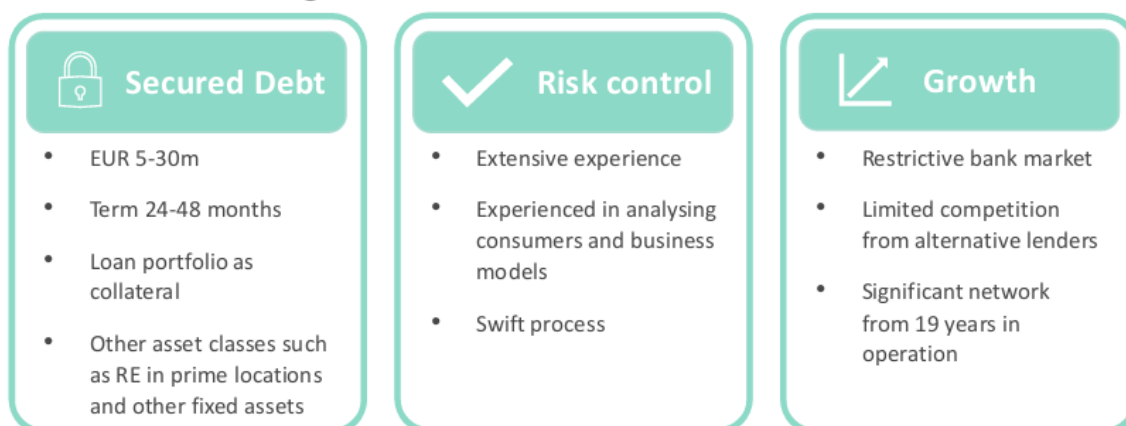 Secured Debt
• EUR 5-30m
• Term 24-48 months
• Loan portfolio as
collateral
• Other asset classes such
as RE in prime locations
and other fixed assets
Risk control
• Extensive experience
• Experienced in analysing
consumers and business
models
• Swift process
Growth
• Restrictive bank market
• Limited competition
from alternative lenders
• Significant network
from 19 years in
operation